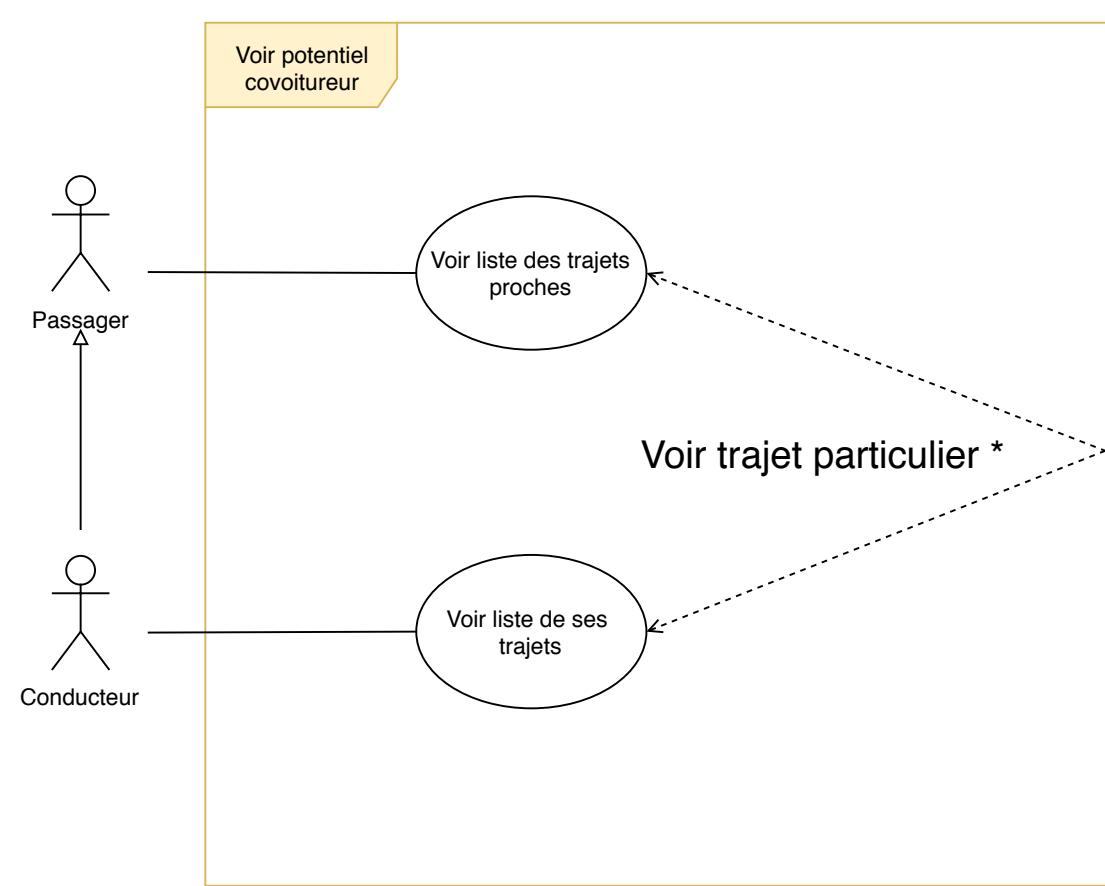 Voir potentiel
covoitureur
Voir liste des trajets
proches
Passager
Voir trajet particulier *
Voir liste de ses
trajets
Conducteur